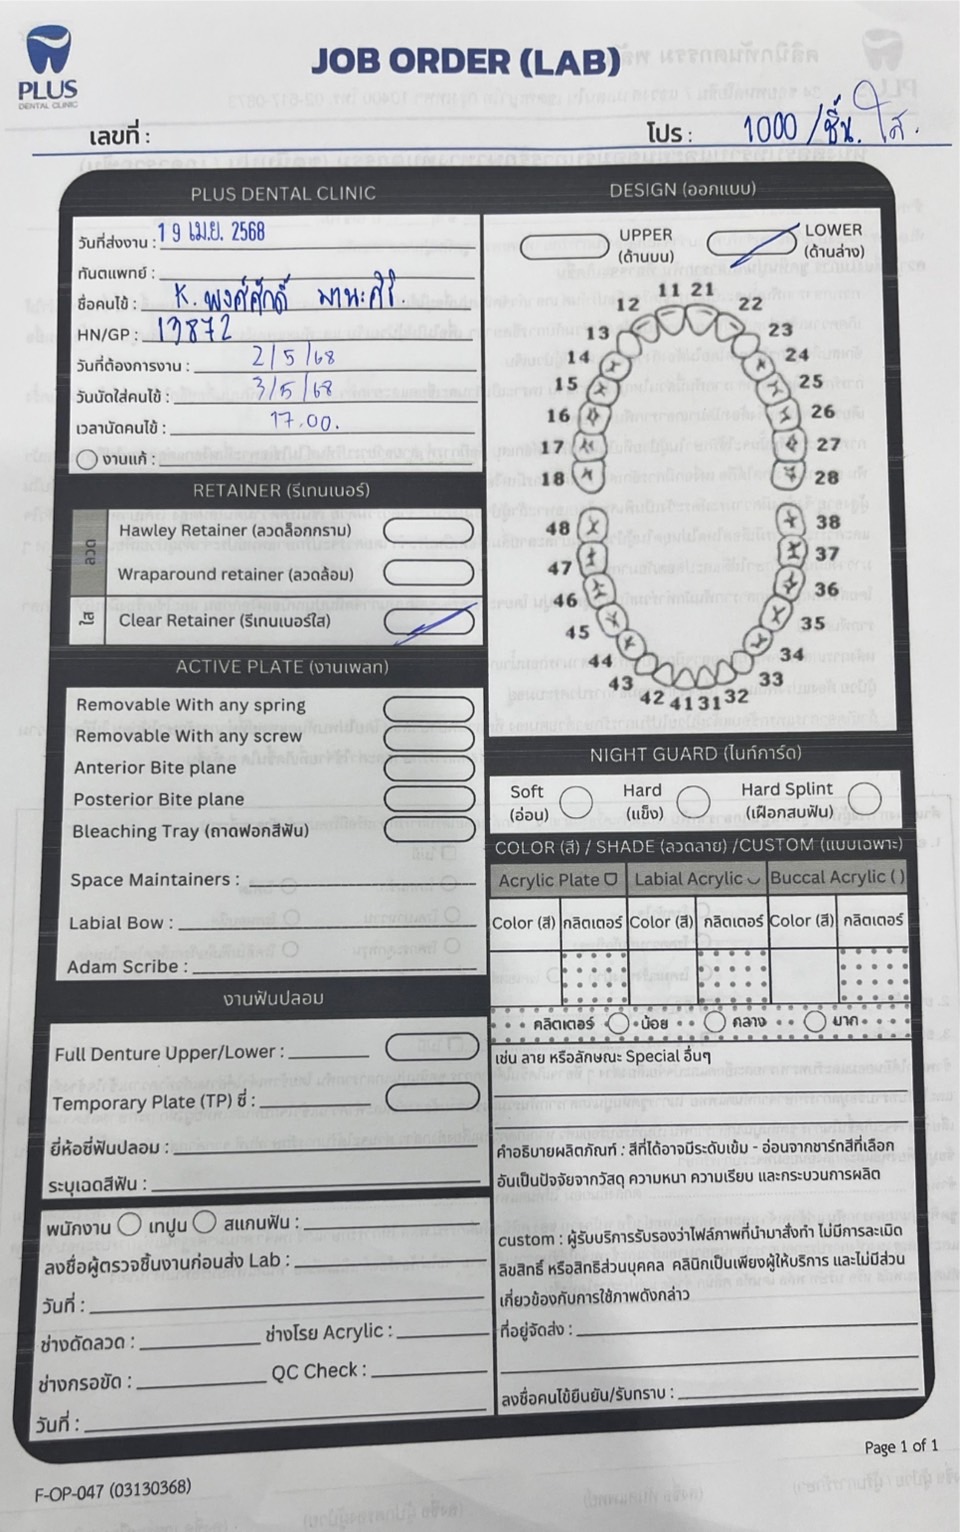 PLUS
DENTAL CLINIC
JOB ORDER (LAB)
เลขที่ :
โปร : 1000 /ชิ้น. ใส.
PLUS DENTAL CLINIC
วันที่ส่งงาน : 19 เม.ย. 2568
ทันตแพทย์ :
ชื่อคนไข้ : K. พงศ์ศักดิ์ มานะศิริ.
HN/GP : 13872
วันที่ต้องการงาน : 2/5/68
วันนัดใส่คนไข้ : 3/5/68
เวลานัดคนไข้ : 17.00.
งานแก้ :
RETAINER (รีเทนเนอร์)
ลวด
Hawley Retainer (ลวดล็อกกราม)
Wraparound retainer (ลวดล้อม)
ใส
Clear Retainer (รีเทนเนอร์ใส)
ACTIVE PLATE (งานเพลท)
Removable With any spring
Removable With any screw
Anterior Bite plane
Posterior Bite plane
Bleaching Tray (ถาดฟอกสีฟัน)
Space Maintainers :
Labial Bow :
Adam Scribe :
งานฟันปลอม
Full Denture Upper/Lower :
Temporary Plate (TP) ซี่ :
ยี่ห้อซี่ฟันปลอม :
ระบุเฉดสีฟัน :
พนักงาน เทปูน สแกนฟัน :
ลงชื่อผู้ตรวจชิ้นงานก่อนส่ง Lab :
วันที่ :
ช่างดัดลวด : ช่างโรย Acrylic :
ช่างกรอขัด : QC Check :
วันที่ :
DESIGN (ออกแบบ)
UPPER
(ด้านบน)
LOWER
(ด้านล่าง)
11 21
12 22
13 23
14 24
15 25
16 26
17 27
18 28
48 38
47 37
46 36
45 35
44 34
43 33
42 41 31 32
NIGHT GUARD (ไนท์การ์ด)
Soft
(อ่อน)
Hard
(แข็ง)
Hard Splint
(เฝือกสบฟัน)
COLOR (สี) / SHADE (ลวดลาย) /CUSTOM (แบบเฉพาะ)
Acrylic Plate Labial Acrylic Buccal Acrylic ( )
Color (สี) กลิตเตอร์ Color (สี) กลิตเตอร์ Color (สี) กลิตเตอร์
กลิตเตอร์ น้อย กลาง มาก
เช่น ลาย หรือลักษณะ Special อื่นๆ
คำอธิบายผลิตภัณฑ์ : สีที่ได้อาจมีระดับเข้ม - อ่อนจากชาร์ทสีที่เลือก
อันเป็นปัจจัยจากวัสดุ ความหนา ความเรียบ และกระบวนการผลิต
custom : ผู้รับบริการรับรองว่าไฟล์ภาพที่นำมาสั่งทำ ไม่มีการละเมิด
ลิขสิทธิ์ หรือสิทธิส่วนบุคคล คลินิกเป็นเพียงผู้ให้บริการ และไม่มีส่วน
เกี่ยวข้องกับการใช้ภาพดังกล่าว
ที่อยู่จัดส่ง :
ลงชื่อคนไข้ยืนยัน/รับทราบ :
Page 1 of 1
F-OP-047 (03130368)